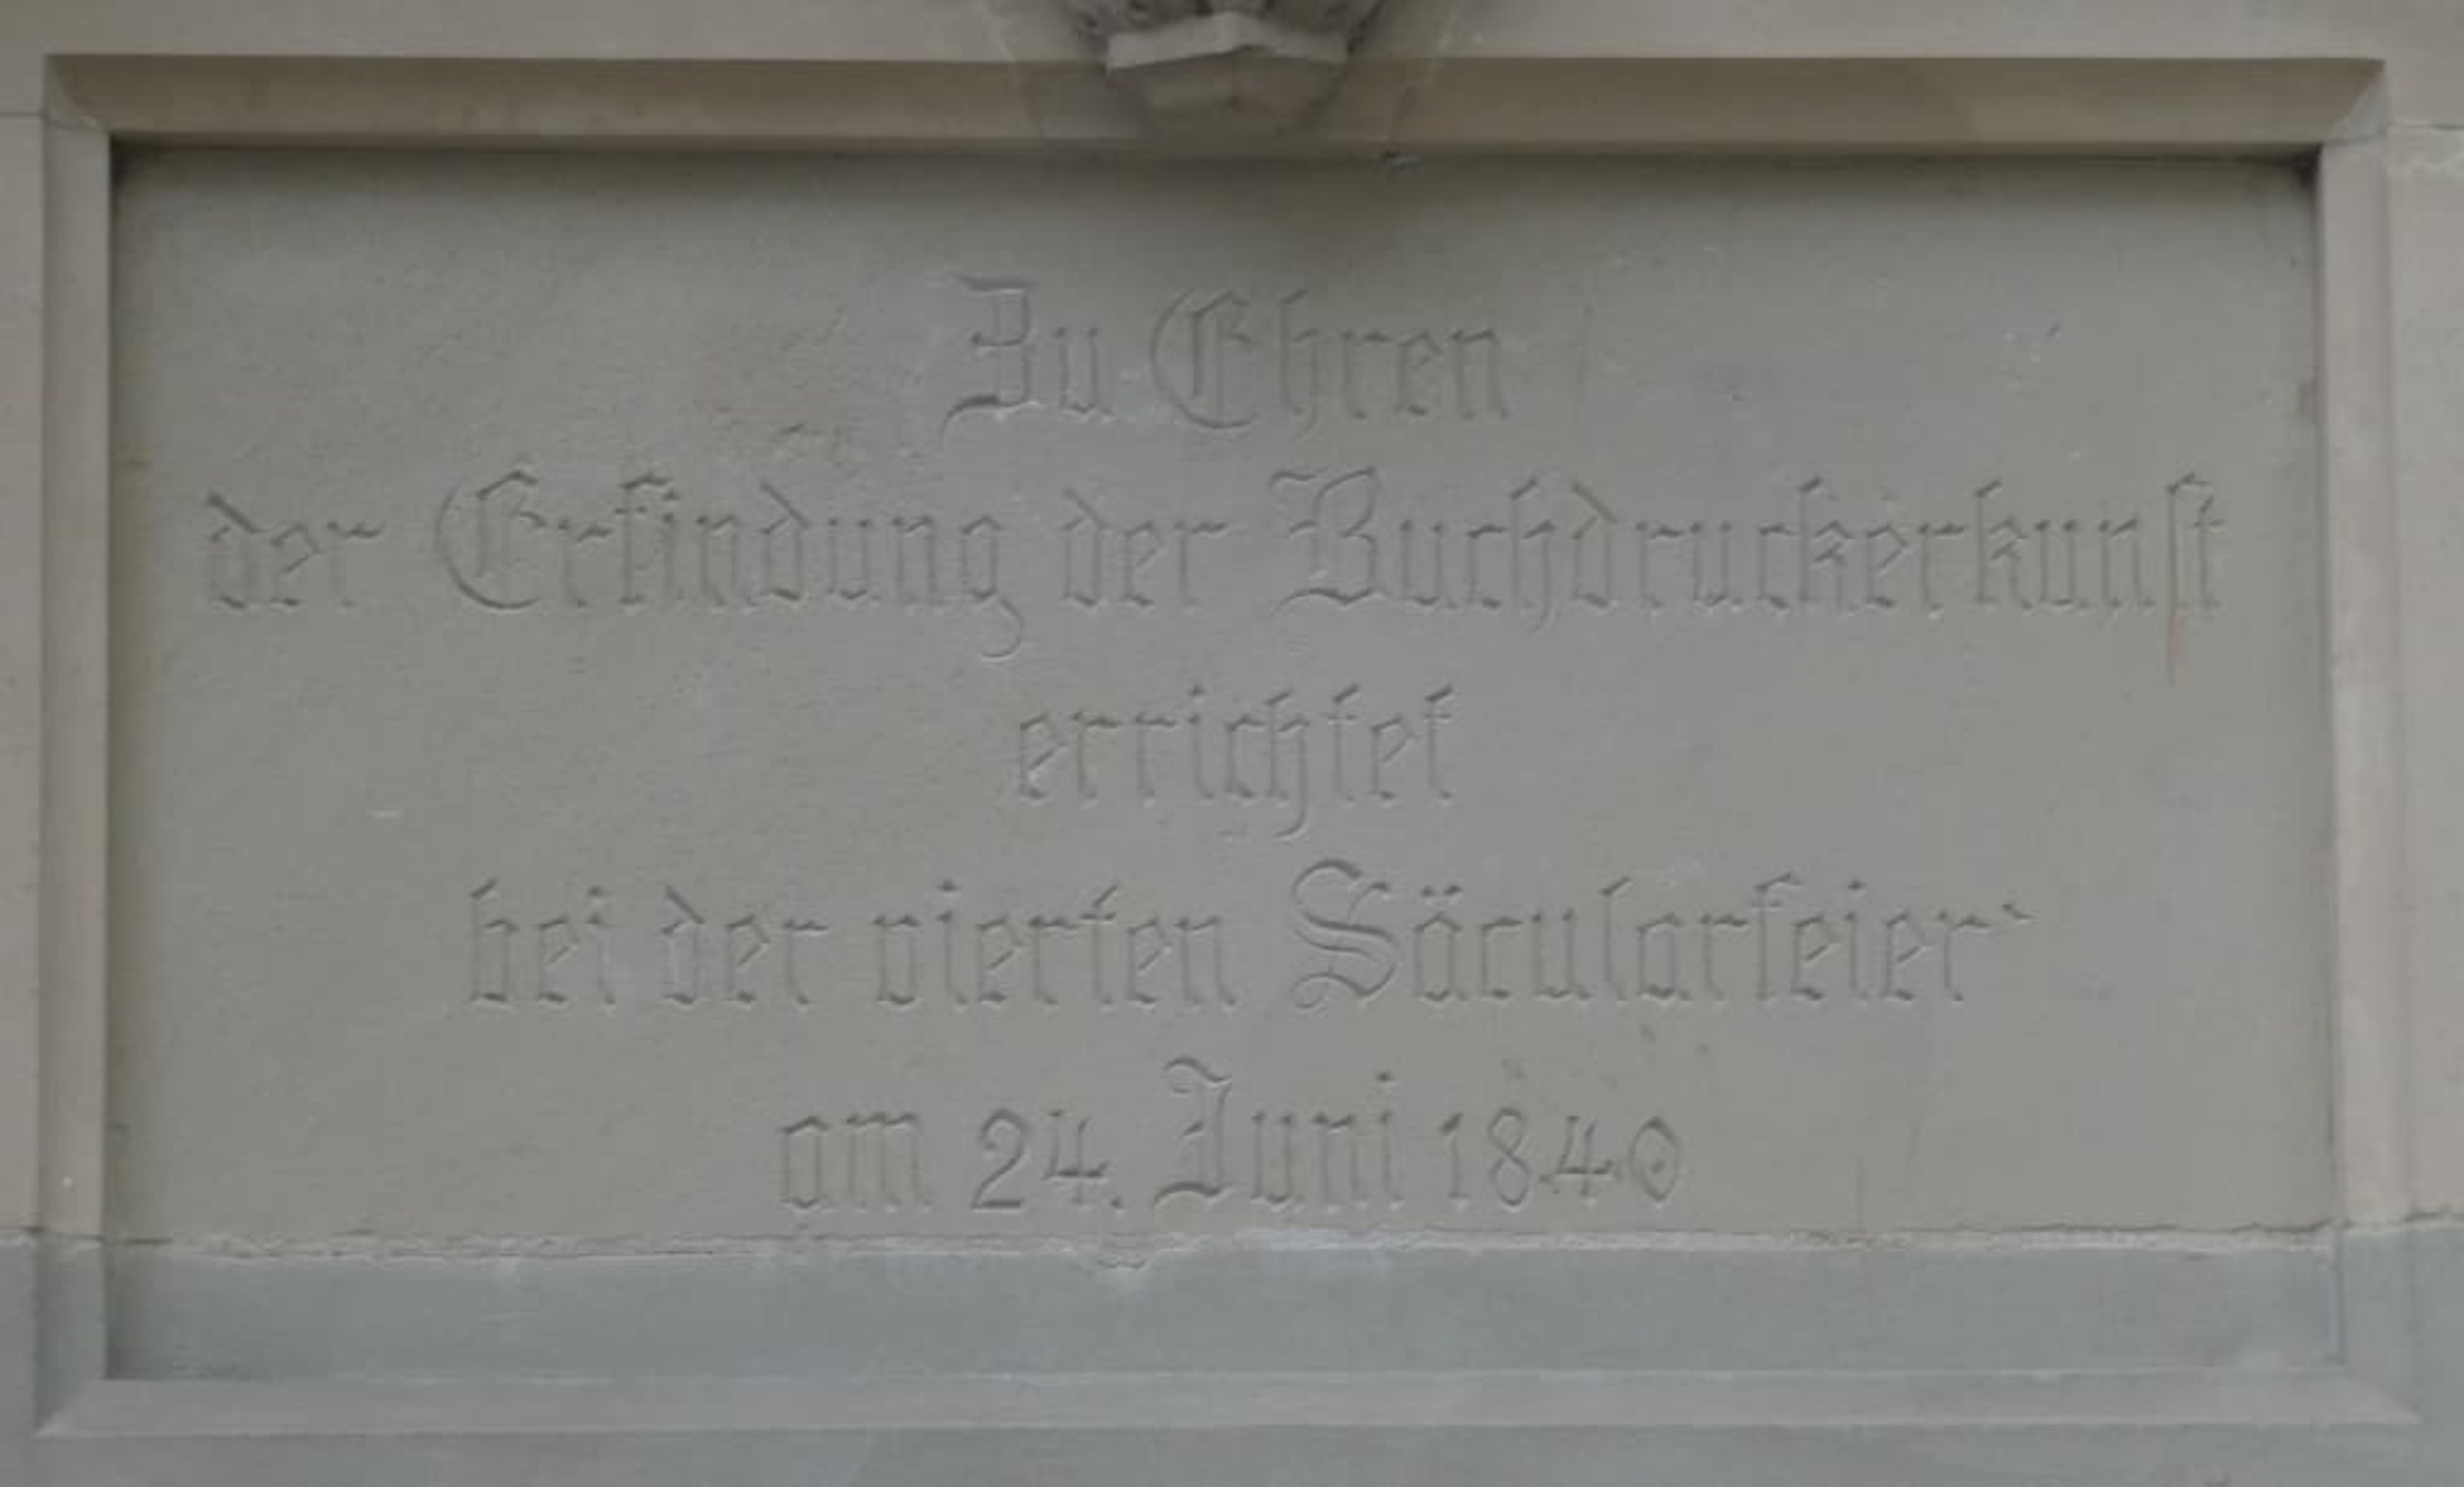 Zu Ehren
der Erfindung der Buchdruckerkunst
errichtet
bei der vierten Säcularfeier
am 24. Juni 1840